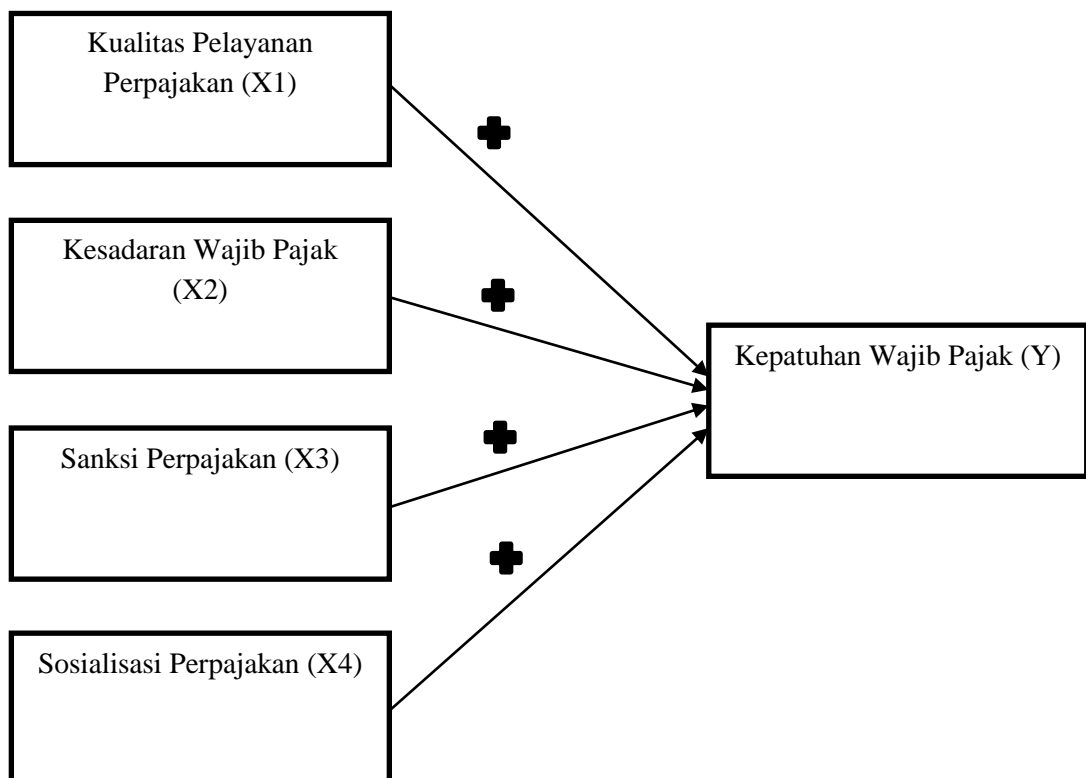 Kualitas Pelayanan
Perpajakan (X1)
Kesadaran Wajib Pajak
(X2)
Kepatuhan Wajib Pajak (Y)
Sanksi Perpajakan (X3)
Sosialisasi Perpajakan (X4)